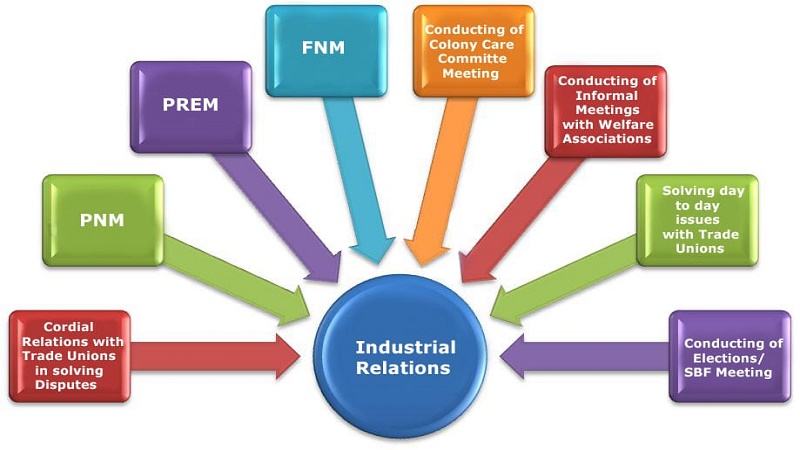 FNM
Conducting of
Colony Care
Committe
Meeting
PREM
Conducting of
Informal
Meetings
with Welfare
Associations
PNM
Solving day
to day
issues
with Trade
Unions
Cordial
Relations with
Trade Unions
in solving
Disputes
Industrial
Relations
Conducting of
Elections/
SBF Meeting